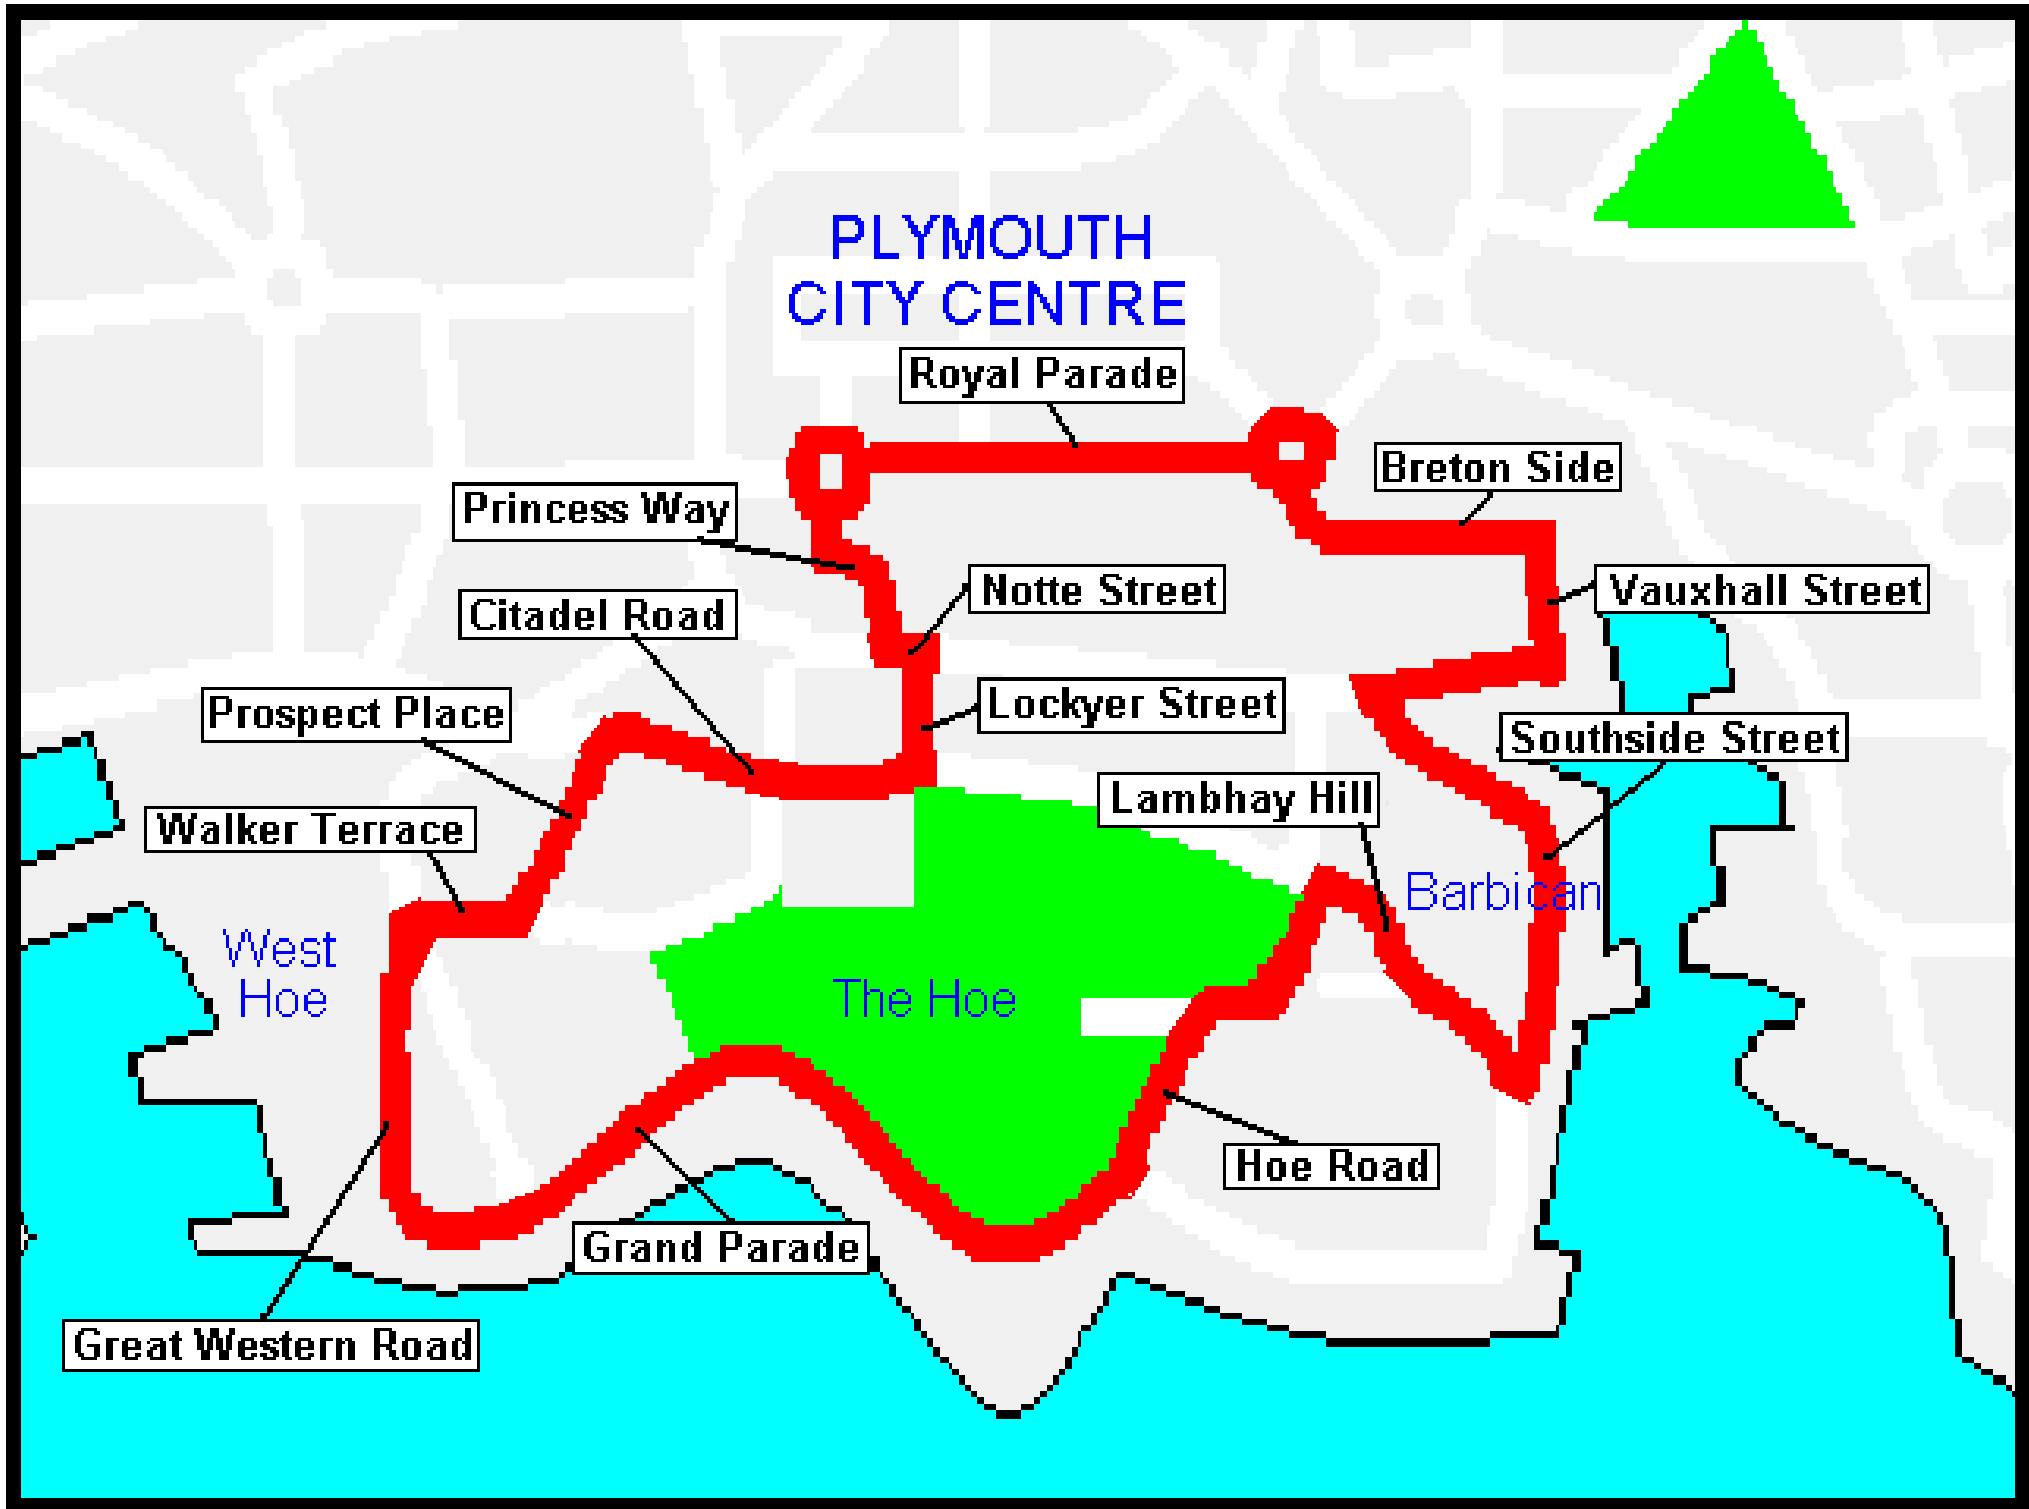 PLYMOUTH
CITY CENTRE
Royal Parade
Breton Side
Princess Way
Notte Street
Vauxhall Street
Citadel Road
Prospect Place
Lockyer Street
Southside Street
Lambhay Hill
Walker Terrace
Barbican
West
Hoe
The Hoe
Hoe Road
Grand Parade
Great Western Road